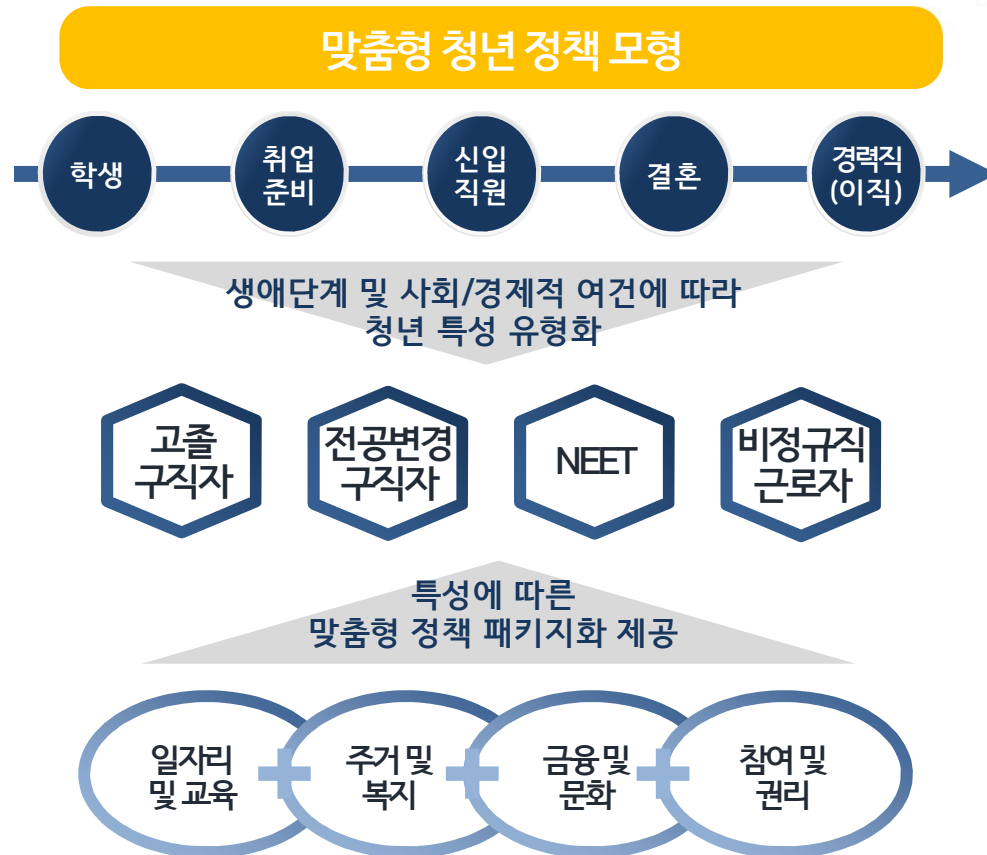 맞춤형 청년 정책 모형
학생
취업
준비
신입
직원
결혼
경력직
(이직)
생애단계 및 사회/경제적 여건에 따라
청년 특성 유형화
고졸
구직자
전공변경
구직자
NEET
비정규직
근로자
특성에 따른
맞춤형 정책 패키지화 제공
일자리
및 교육
주거 및
복지
금융 및
문화
참여 및
권리